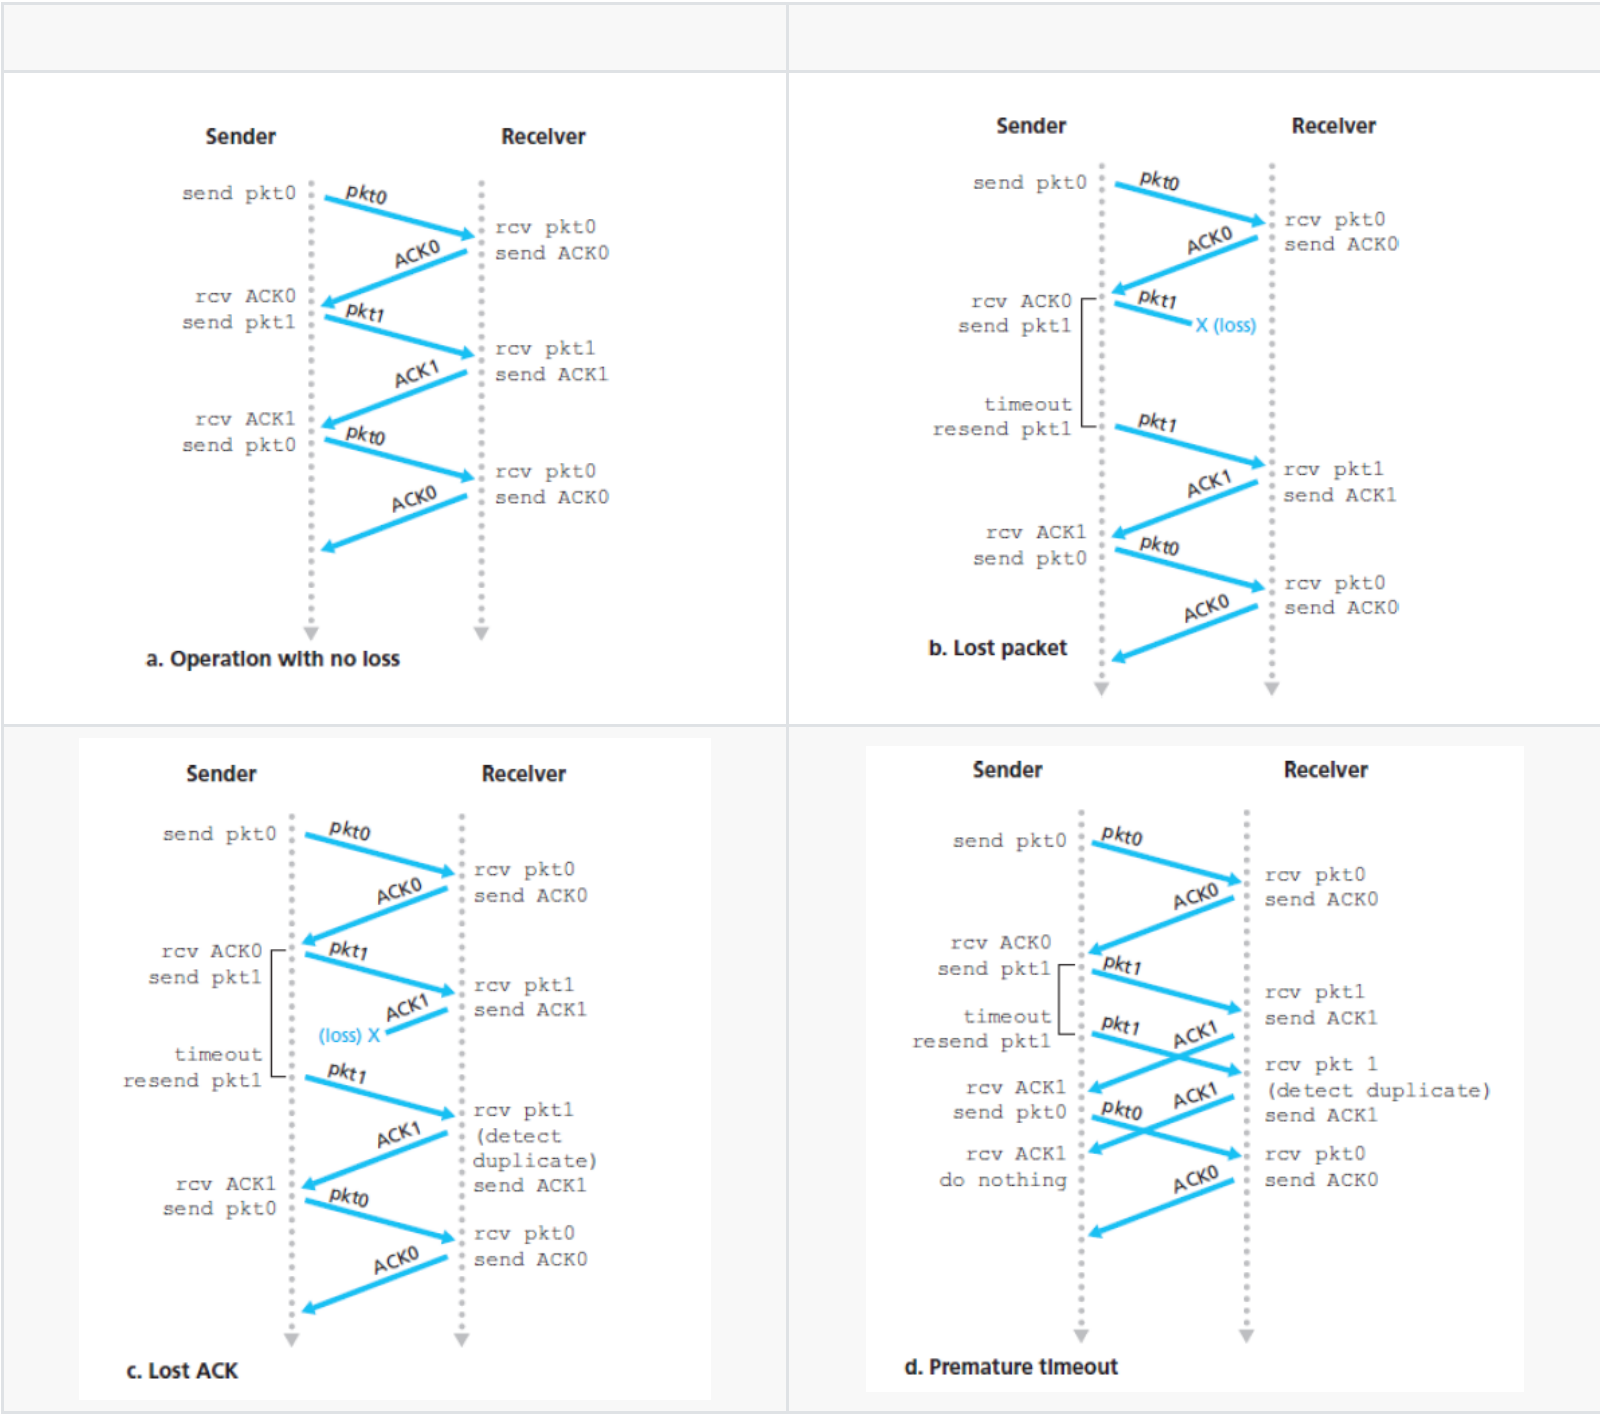 Sender Receiver
send pkt0
pkt0
rcv pkt0
send ACK0
ACK0
rcv ACK0
send pkt1
pkt1
rcv pkt1
send ACK1
ACK1
rcv ACK1
send pkt0
pkt0
rcv pkt0
send ACK0
ACK0
a. Operation with no loss
Sender Receiver
send pkt0
pkt0
rcv pkt0
send ACK0
ACK0
rcv ACK0
send pkt1
pkt1
X (loss)
timeout
resend pkt1
pkt1
rcv pkt1
send ACK1
ACK1
rcv ACK1
send pkt0
pkt0
rcv pkt0
send ACK0
ACK0
b. Lost packet
Sender Receiver
send pkt0
pkt0
rcv pkt0
send ACK0
ACK0
rcv ACK0
send pkt1
pkt1
rcv pkt1
send ACK1
ACK1
(loss) X
timeout
resend pkt1
pkt1
rcv pkt1
(detect
duplicate)
send ACK1
ACK1
rcv ACK1
send pkt0
pkt0
rcv pkt0
send ACK0
ACK0
c. Lost ACK
Sender Receiver
send pkt0
pkt0
rcv pkt0
send ACK0
ACK0
rcv ACK0
send pkt1
pkt1
rcv pkt1
send ACK1
ACK1
timeout
resend pkt1
pkt1
rcv pkt 1
(detect duplicate)
send ACK1
ACK1
rcv ACK1
send pkt0
pkt0
rcv ACK1
do nothing
rcv pkt0
send ACK0
ACK0
d. Premature timeout